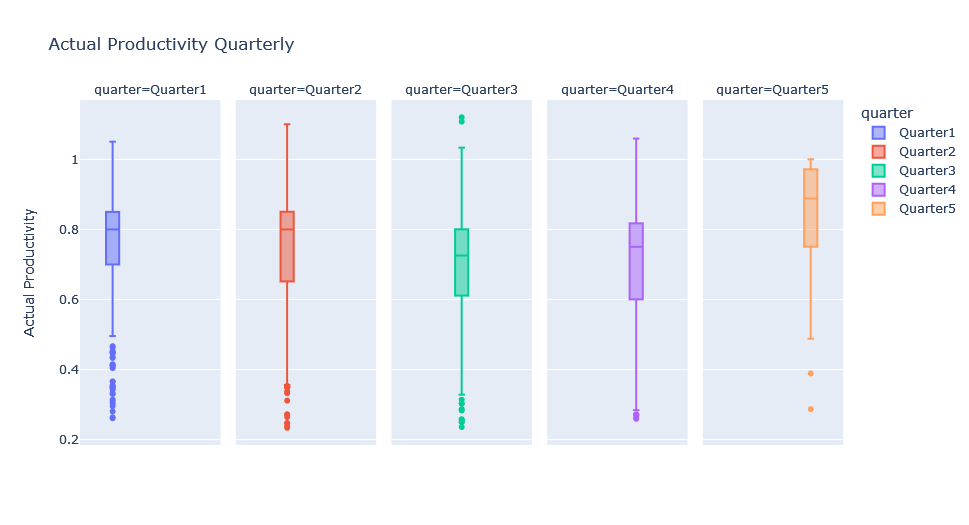 Actual Productivity Quarterly
quarter=Quarter1
quarter=Quarter2
quarter=Quarter3
quarter=Quarter4
quarter=Quarter5
quarter
Quarter1
Quarter2
Quarter3
Quarter4
Quarter5
1
0.8
0.6
0.4
0.2
Actual Productivity